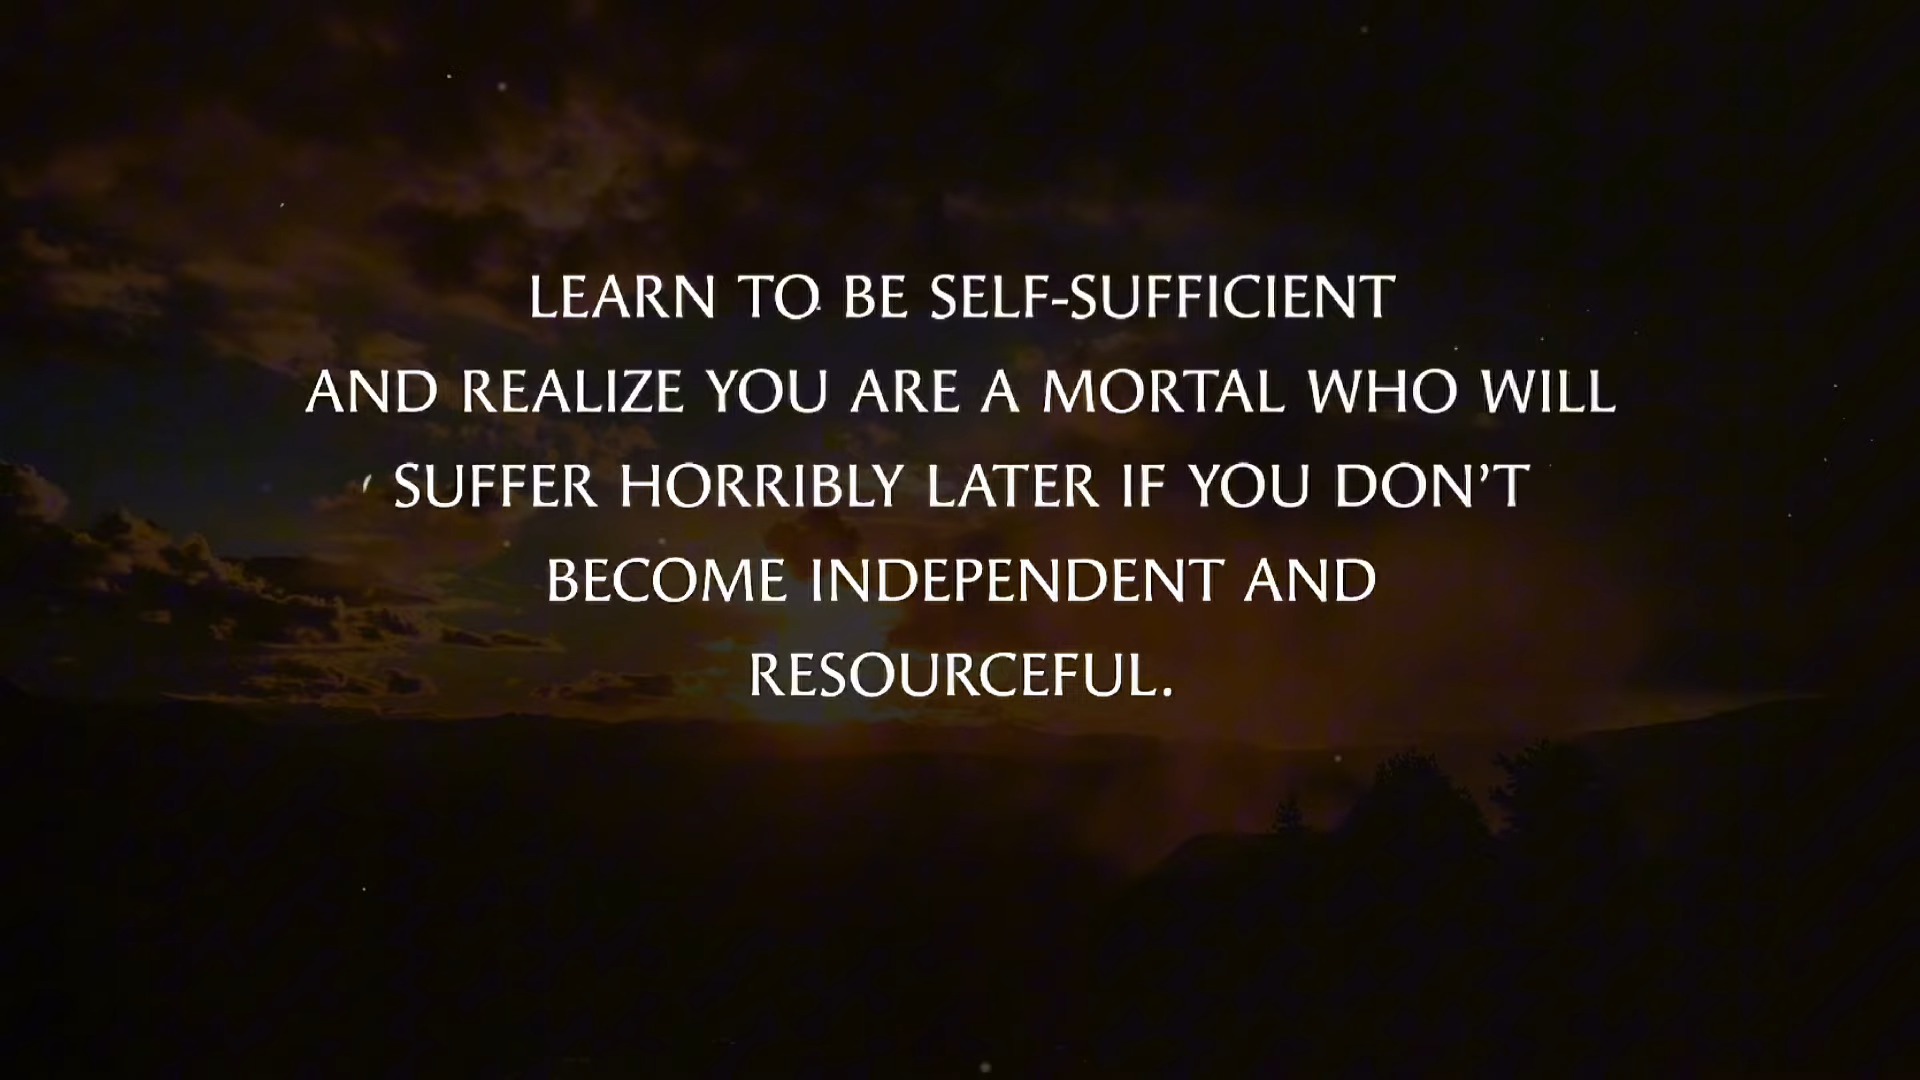 LEARN TO BE SELF-SUFFICIENT
AND REALIZE YOU ARE A MORTAL WHO WILL
SUFFER HORRIBLY LATER IF YOU DON’T
BECOME INDEPENDENT AND
RESOURCEFUL.